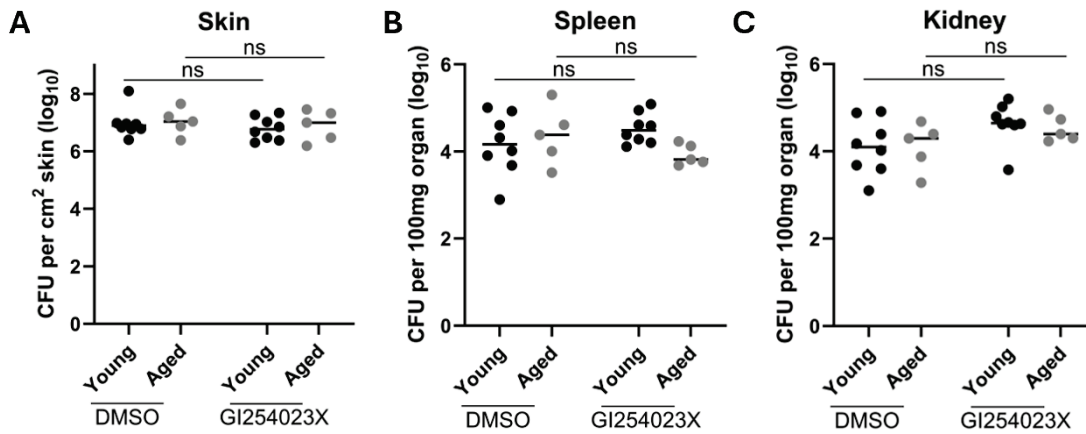 A
Skin
ns
ns
CFU per cm² skin (log₁₀)
8
6
4
2
0
Young
Aged
Young
Aged
DMSO
GI254023X
B
Spleen
ns
ns
CFU per 100mg organ (log₁₀)
6
4
2
0
Young
Aged
Young
Aged
DMSO
GI254023X
C
Kidney
ns
ns
CFU per 100mg organ (log₁₀)
6
4
2
0
Young
Aged
Young
Aged
DMSO
GI254023X